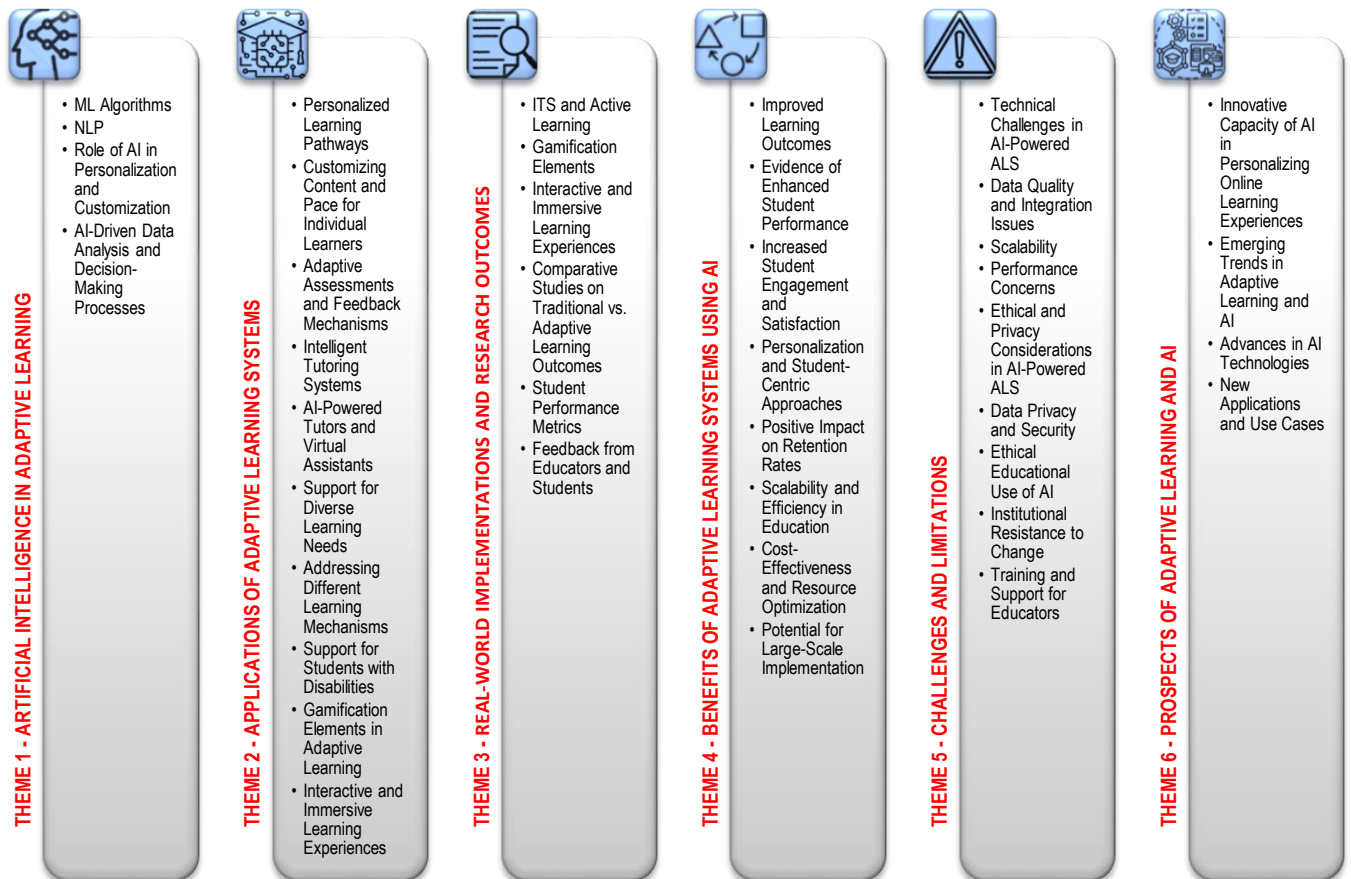 THEME 1 - ARTIFICIAL INTELLIGENCE IN ADAPTIVE LEARNING
• ML Algorithms
• NLP
• Role of AI in
Personalization
and
Customization
• AI-Driven Data
Analysis and
Decision-
Making
Processes
THEME 2 - APPLICATIONS OF ADAPTIVE LEARNING SYSTEMS
• Personalized
Learning
Pathways
• Customizing
Content and
Pace for
Individual
Learners
• Adaptive
Assessments
and Feedback
Mechanisms
• Intelligent
Tutoring
Systems
• AI-Powered
Tutors and
Virtual
Assistants
• Support for
Diverse
Learning
Needs
• Addressing
Different
Learning
Mechanisms
• Support for
Students with
Disabilities
• Gamification
Elements in
Adaptive
Learning
• Interactive and
Immersive
Learning
Experiences
THEME 3 - REAL-WORLD IMPLEMENTATIONS AND RESEARCH OUTCOMES
• ITS and Active
Learning
• Gamification
Elements
• Interactive and
Immersive
Learning
Experiences
• Comparative
Studies on
Traditional vs.
Adaptive
Learning
Outcomes
• Student
Performance
Metrics
• Feedback from
Educators and
Students
THEME 4 - BENEFITS OF ADAPTIVE LEARNING SYSTEMS USING AI
• Improved
Learning
Outcomes
• Evidence of
Enhanced
Student
Performance
• Increased
Student
Engagement
and
Satisfaction
• Personalization
and Student-
Centric
Approaches
• Positive Impact
on Retention
Rates
• Scalability and
Efficiency in
Education
• Cost-
Effectiveness
and Resource
Optimization
• Potential for
Large-Scale
Implementation
THEME 5 - CHALLENGES AND LIMITATIONS
• Technical
Challenges in
AI-Powered
ALS
• Data Quality
and Integration
Issues
• Scalability
• Performance
Concerns
• Ethical and
Privacy
Considerations
in AI-Powered
ALS
• Data Privacy
and Security
• Ethical
Educational
Use of AI
• Institutional
Resistance to
Change
• Training and
Support for
Educators
THEME 6 - PROSPECTS OF ADAPTIVE LEARNING AND AI
• Innovative
Capacity of AI
in
Personalizing
Online
Learning
Experiences
• Emerging
Trends in
Adaptive
Learning and
AI
• Advances in AI
Technologies
• New
Applications
and Use Cases